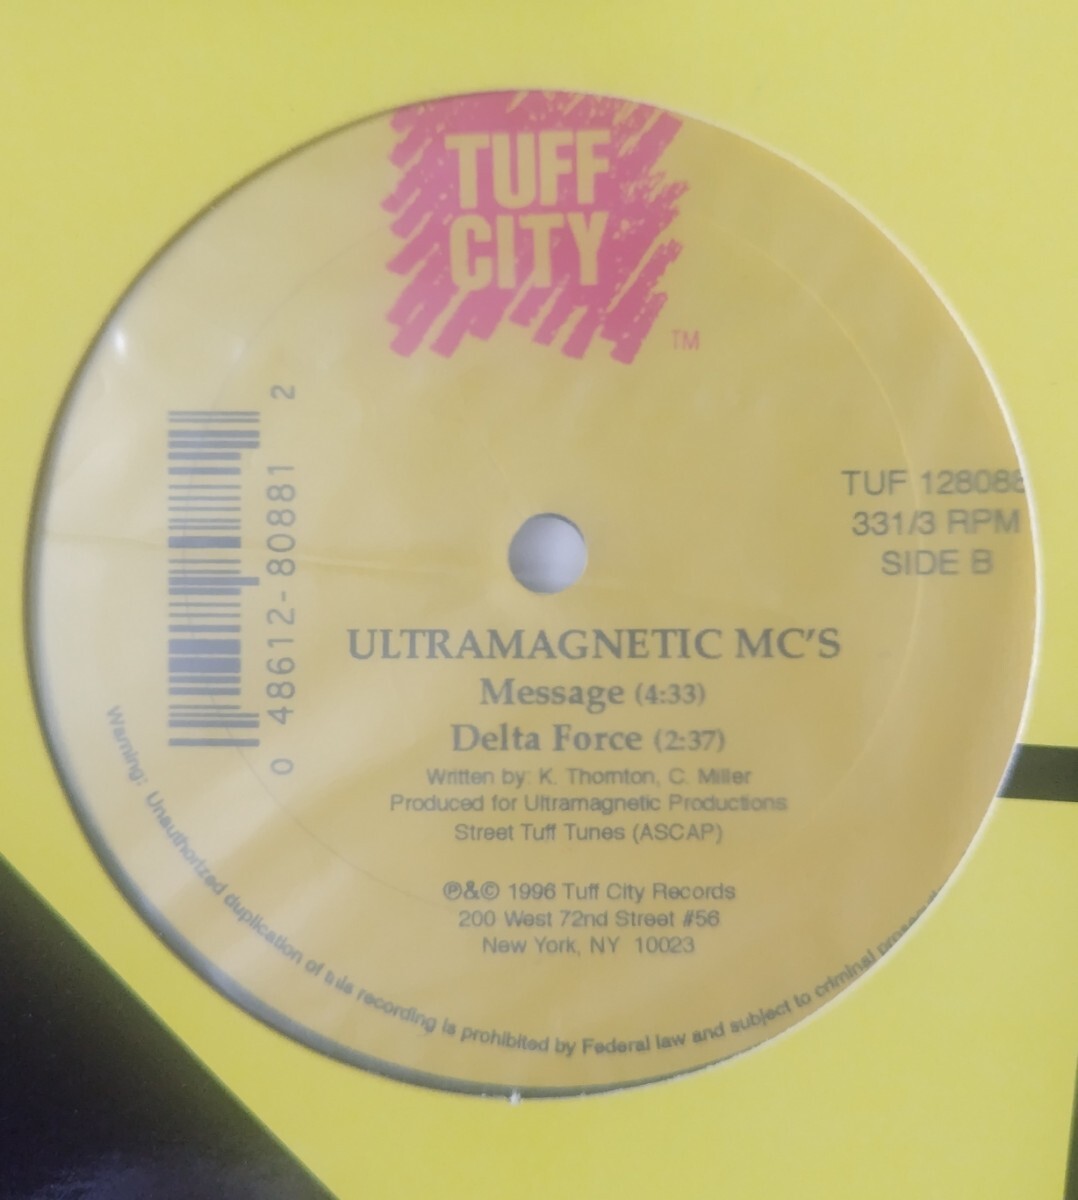 TUFF
CITY
TM
TUF 128088
331/3 RPM
SIDE B
0 48612-80881 2
ULTRAMAGNETIC MC'S
Message (4:33)
Delta Force (2:37)
Written by: K. Thornton, C. Miller
Produced for Ultramagnetic Productions
Street Tuff Tunes (ASCAP)
℗&© 1996 Tuff City Records
200 West 72nd Street #56
New York, NY 10023
Warning: Unauthorized duplication of this recording is prohibited by Federal law and subject to criminal